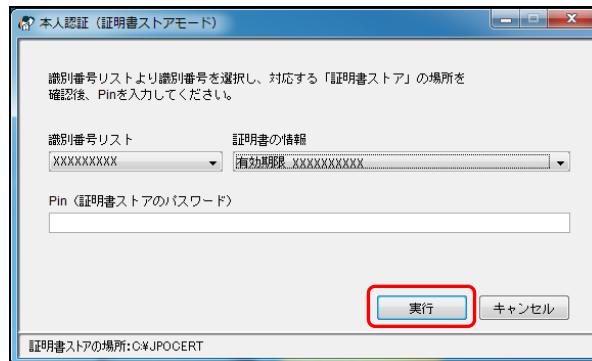 本人認証（証明書ストアモード）
識別番号リストより識別番号を選択し、対応する「証明書ストア」の場所を
確認後、Pinを入力してください。
識別番号リスト 証明書の情報
XXXXXXXXX 有効期限 XXXXXXXXXX
Pin（証明書ストアのパスワード）
実行 キャンセル
証明書ストアの場所:C:¥JPOCERT